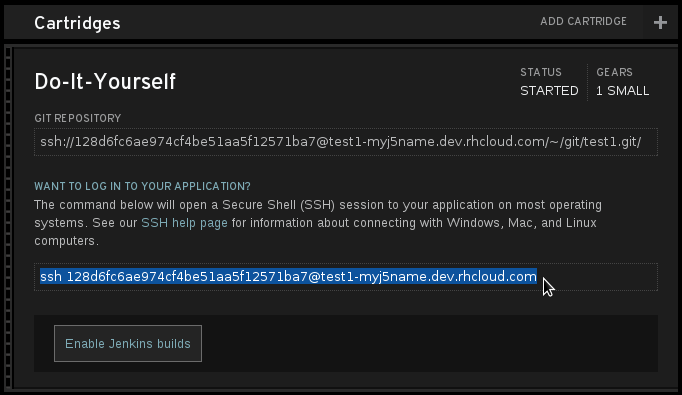 Cartridges
ADD CARTRIDGE +
Do-It-Yourself
STATUS GEARS
STARTED 1 SMALL
GIT REPOSITORY
ssh://128d6fc6ae974cf4be51aa5f12571ba7@test1-myj5name.dev.rhcloud.com/~/git/test1.git/
WANT TO LOG IN TO YOUR APPLICATION?
The command below will open a Secure Shell (SSH) session to your application on most operating
systems. See our SSH help page for information about connecting with Windows, Mac, and Linux
computers.
ssh 128d6fc6ae974cf4be51aa5f12571ba7@test1-myj5name.dev.rhcloud.com
Enable Jenkins builds